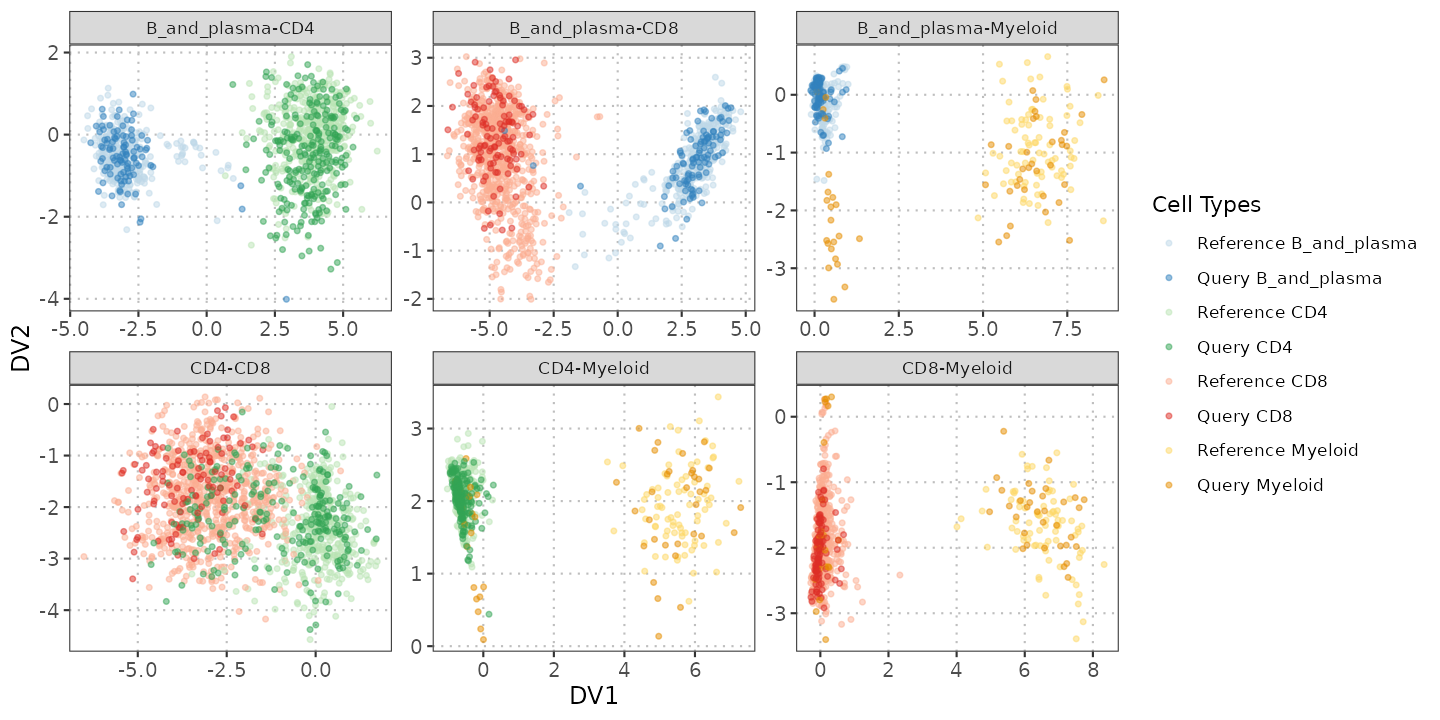 B_and_plasma-CD4
B_and_plasma-CD8
B_and_plasma-Myeloid
2
0
-2
-4
3
2
1
0
-1
-2
0
-1
-2
-3
-5.0 -2.5 0.0 2.5 5.0
-5.0 -2.5 0.0 2.5 5.0
0.0 2.5 5.0 7.5
CD4-CD8
CD4-Myeloid
CD8-Myeloid
0
-1
-2
-3
-4
3
2
1
0
0
-1
-2
-3
-5.0 -2.5 0.0
0 2 4 6
0 2 4 6 8
DV1
DV2
Cell Types
Reference B_and_plasma
Query B_and_plasma
Reference CD4
Query CD4
Reference CD8
Query CD8
Reference Myeloid
Query Myeloid